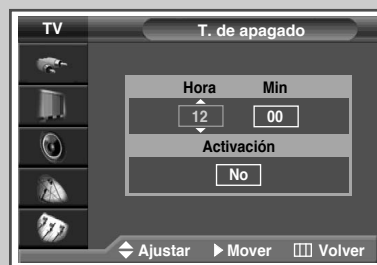 TV
T. de apagado
Hora Min
12 00
Activación
No
Ajustar Mover Volver